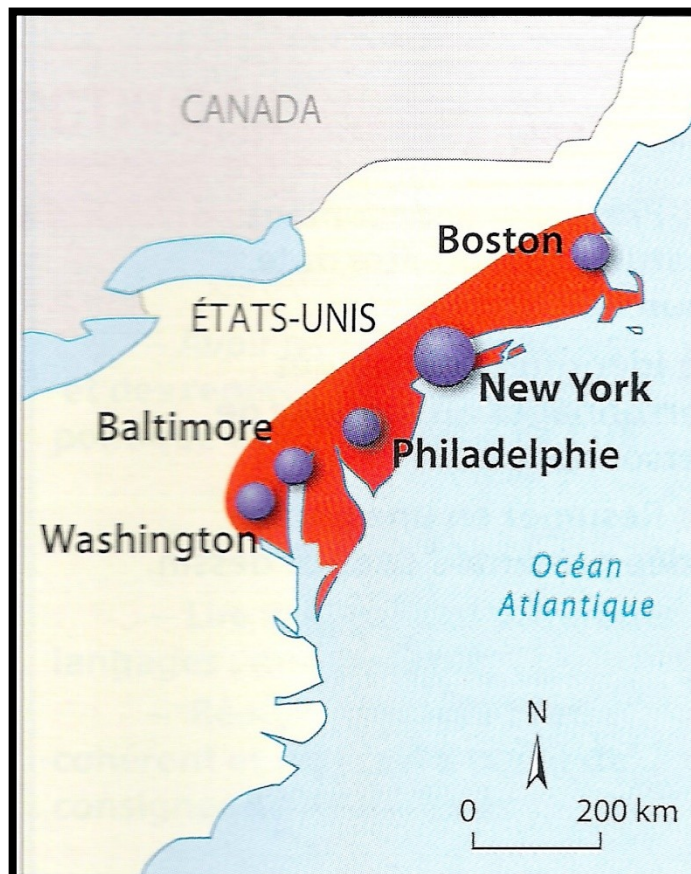 CANADA
Boston
ÉTATS-UNIS
New York
Baltimore
Philadelphie
Washington
Océan
Atlantique
N
0 200 km